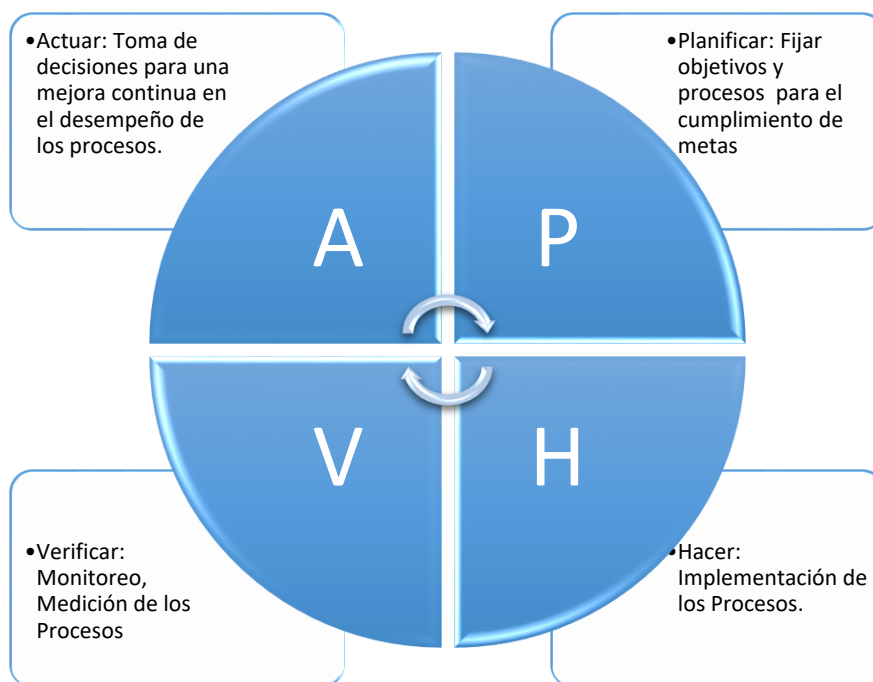 •Actuar: Toma de
decisiones para una
mejora continua en
el desempeño de
los procesos.
•Planificar: Fijar
objetivos y
procesos para el
cumplimiento de
metas
A
P
V
H
•Verificar:
Monitoreo,
Medición de los
Procesos
•Hacer:
Implementación de
los Procesos.